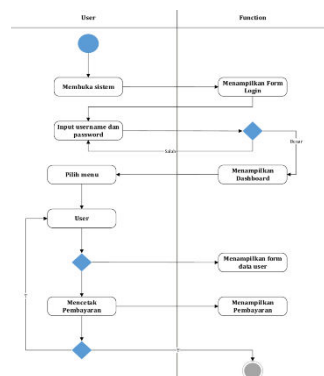 User
Function
Membuka sistem
Menampilkan Form
Login
Input username dan
password
Salah
Benar
Pilih menu
Menampilkan
Dashboard
User
Menampilkan form
data user
Mencetak
Pembayaran
Menampilkan
Pembayaran